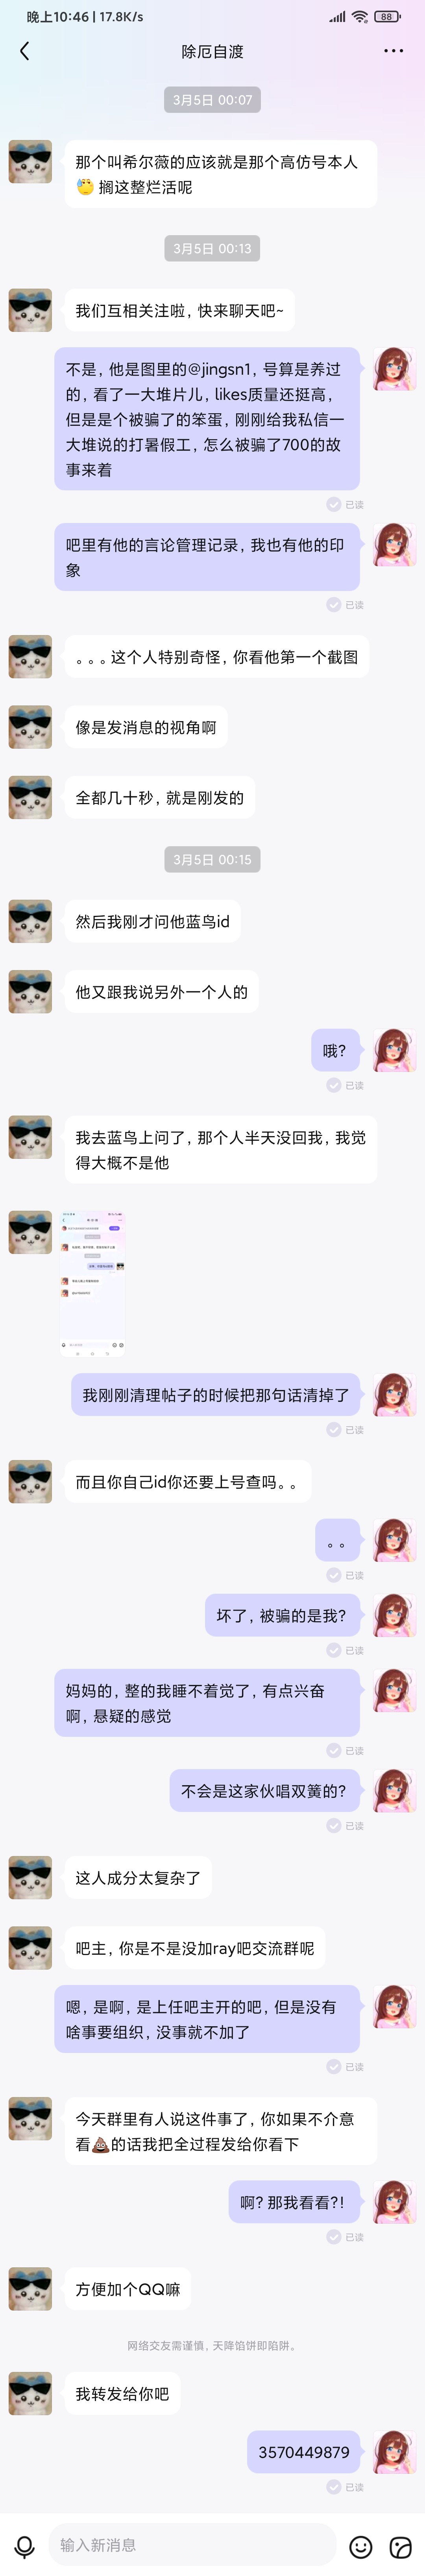 晚上10:46 | 17.8K/s
88
除厄自渡
3月5日 00:07
那个叫希尔薇的应该就是那个高仿号本人
😓 搁这整烂活呢
3月5日 00:13
我们互相关注啦，快来聊天吧~
不是，他是图里的@jingsn1，号算是养过
的，看了一大堆片儿，likes质量还挺高，
但是是个被骗了的笨蛋，刚刚给我私信一
大堆说的打暑假工，怎么被骗了700的故
事来着
已读
吧里有他的言论管理记录，我也有他的印
象
已读
。。。这个人特别奇怪，你看他第一个截图
像是发消息的视角啊
全都几十秒，就是刚发的
3月5日 00:15
然后我刚才问他蓝鸟id
他又跟我说另外一个人的
哦？
已读
我去蓝鸟上问了，那个人半天没回我，我觉
得大概不是他
我刚刚清理帖子的时候把那句话清掉了
已读
而且你自己id你还要上号查吗。。
。。
已读
坏了，被骗的是我？
已读
妈妈的，整的我睡不着觉了，有点兴奋
啊，悬疑的感觉
已读
不会是这家伙唱双簧的？
已读
这人成分太复杂了
吧主，你是不是没加ray吧交流群呢
嗯，是啊，是上任吧主开的吧，但是没有
啥事要组织，没事就不加了
已读
今天群里有人说这件事了，你如果不介意
看💩的话我把全过程发给你看下
啊？那我看看？！
已读
方便加个QQ嘛
网络交友需谨慎，天降馅饼即陷阱。
我转发给你吧
3570449879
已读
输入新消息